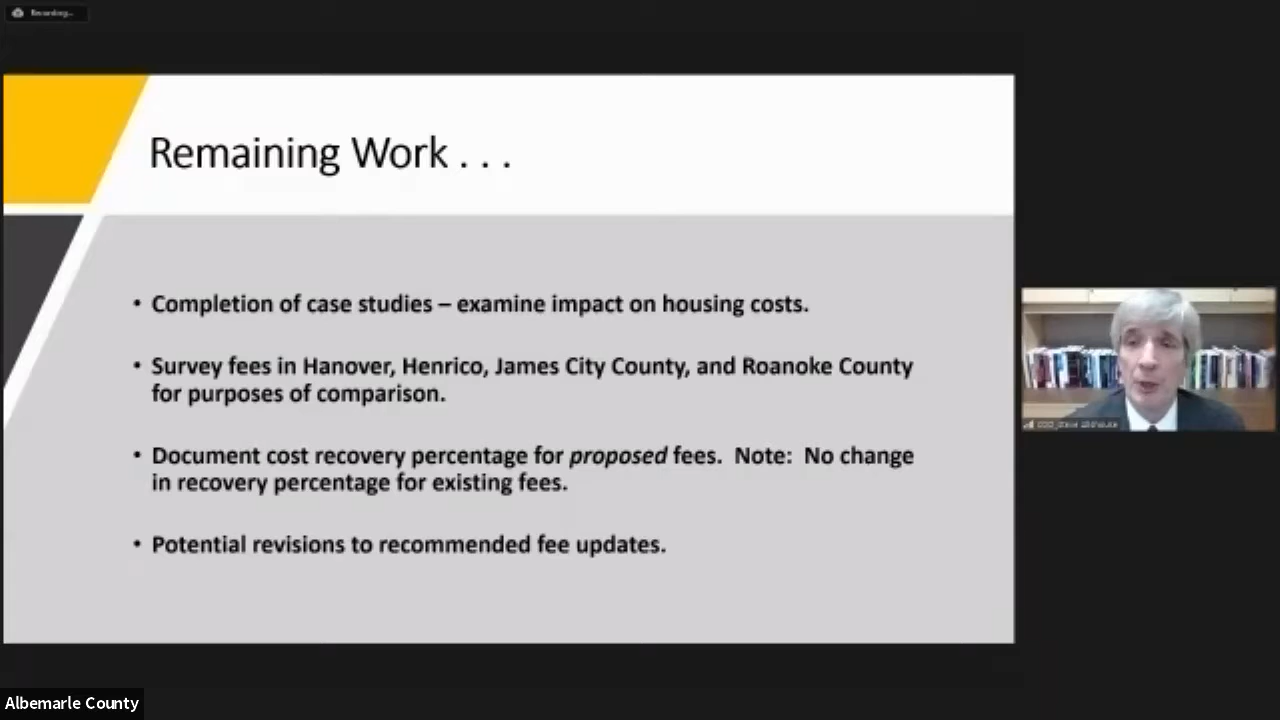 Recording...
Remaining Work . . .
• Completion of case studies – examine impact on housing costs.
• Survey fees in Hanover, Henrico, James City County, and Roanoke County
for purposes of comparison.
• Document cost recovery percentage for proposed fees.  Note:  No change
in recovery percentage for existing fees.
• Potential revisions to recommended fee updates.
Albemarle County